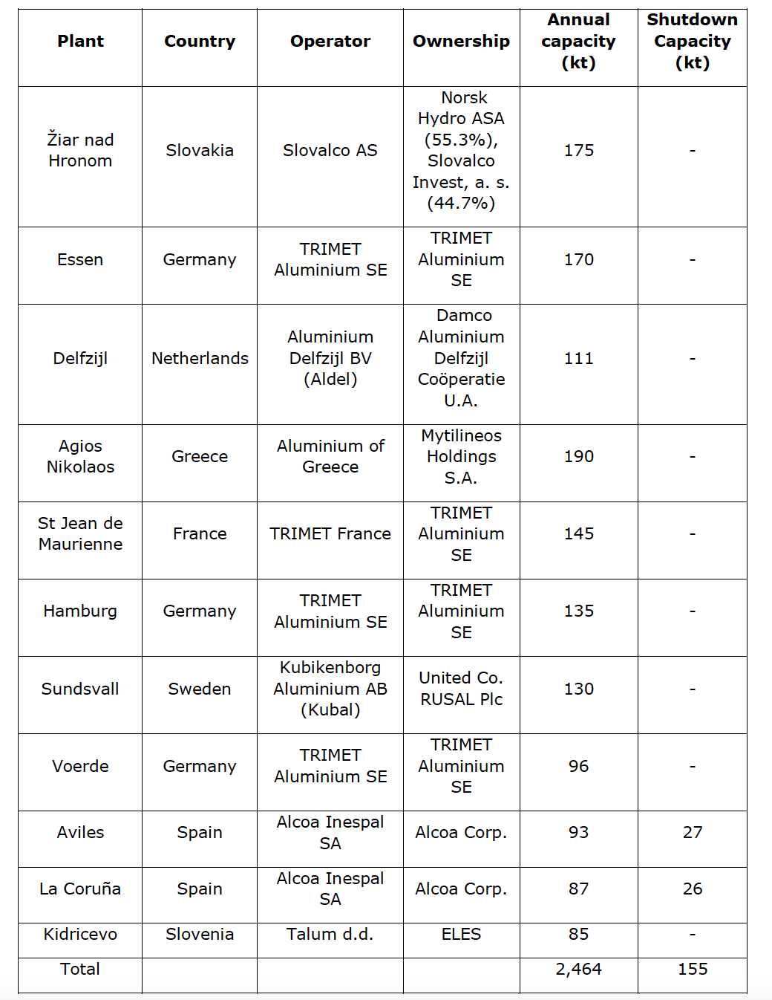 Plant Country Operator Ownership Annual capacity (kt) Shutdown Capacity (kt)
Žiar nad Hronom Slovakia Slovalco AS Norsk Hydro ASA (55.3%), Slovalco Invest, a. s. (44.7%) 175 -
Essen Germany TRIMET Aluminium SE TRIMET Aluminium SE 170 -
Delfzijl Netherlands Aluminium Delfzijl BV (Aldel) Damco Aluminium Delfzijl Coöperatie U.A. 111 -
Agios Nikolaos Greece Aluminium of Greece Mytilineos Holdings S.A. 190 -
St Jean de Maurienne France TRIMET France TRIMET Aluminium SE 145 -
Hamburg Germany TRIMET Aluminium SE TRIMET Aluminium SE 135 -
Sundsvall Sweden Kubikenborg Aluminium AB (Kubal) United Co. RUSAL Plc 130 -
Voerde Germany TRIMET Aluminium SE TRIMET Aluminium SE 96 -
Aviles Spain Alcoa Inespal SA Alcoa Corp. 93 27
La Coruña Spain Alcoa Inespal SA Alcoa Corp. 87 26
Kidricevo Slovenia Talum d.d. ELES 85 -
Total 2,464 155